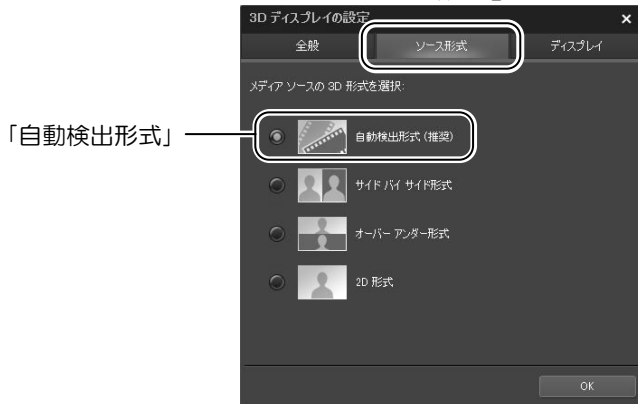 3D ディスプレイの設定
×
全般
ソース形式
ディスプレイ
メディア ソースの 3D 形式を選択:
「自動検出形式」
自動検出形式 (推奨)
サイド バイ サイド形式
オーバー アンダー形式
2D 形式
OK